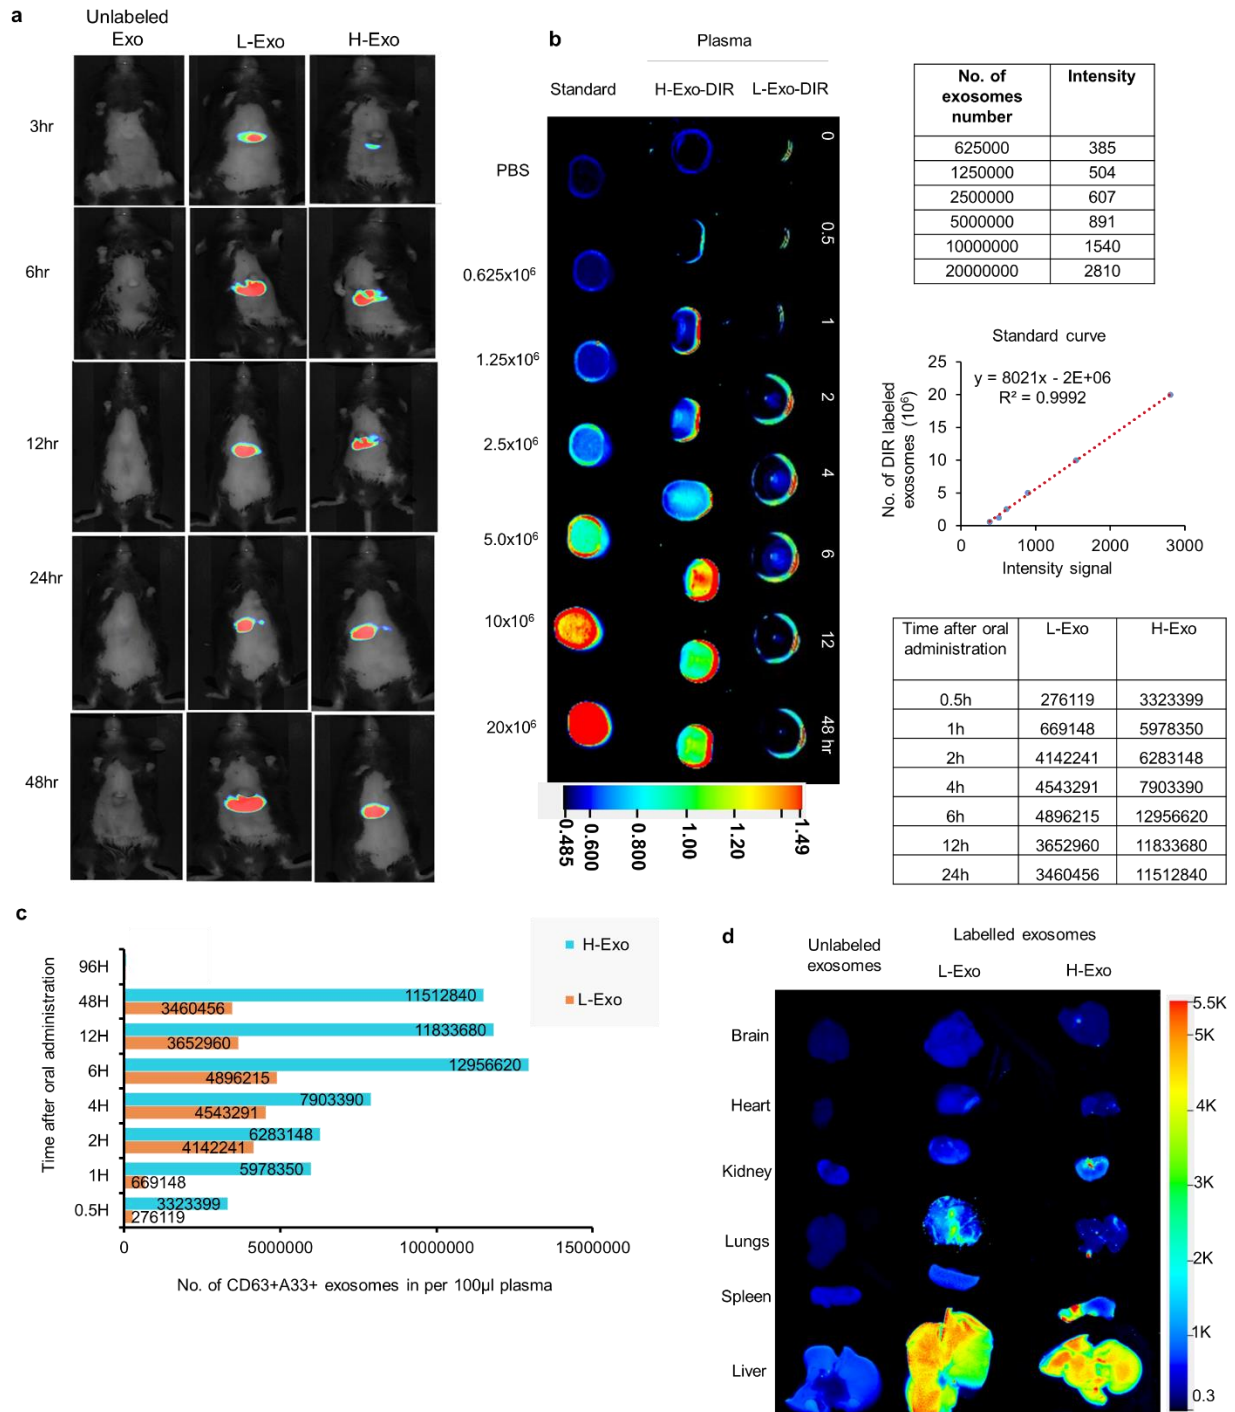 a
Unlabeled
Exo
L-Exo
H-Exo
3hr
6hr
12hr
24hr
48hr
b
Plasma
Standard
H-Exo-DIR
L-Exo-DIR
PBS
0.625x10⁶
1.25x10⁶
2.5x10⁶
5.0x10⁶
10x10⁶
20x10⁶
0
0.5
1
2
4
6
12
48 hr
0.485
0.600
0.800
1.00
1.20
1.49
No. of exosomes number Intensity
625000 385
1250000 504
2500000 607
5000000 891
10000000 1540
20000000 2810
Standard curve
y = 8021x - 2E+06
R² = 0.9992
No. of DIR labeled
exosomes (10⁶)
25
20
15
10
5
0
0 1000 2000 3000
Intensity signal
Time after oral administration L-Exo H-Exo
0.5h 276119 3323399
1h 669148 5978350
2h 4142241 6283148
4h 4543291 7903390
6h 4896215 12956620
12h 3652960 11833680
24h 3460456 11512840
c
H-Exo
L-Exo
Time after oral administration
96H
48H 11512840
3460456
12H 11833680
3652960
6H 12956620
4896215
4H 7903390
4543291
2H 6283148
4142241
1H 5978350
669148
0.5H 3323399
276119
0 5000000 10000000 15000000
No. of CD63+A33+ exosomes in per 100µl plasma
d
Unlabeled
exosomes
Labelled exosomes
L-Exo
H-Exo
Brain
Heart
Kidney
Lungs
Spleen
Liver
5.5K
5K
4K
3K
2K
1K
0.3